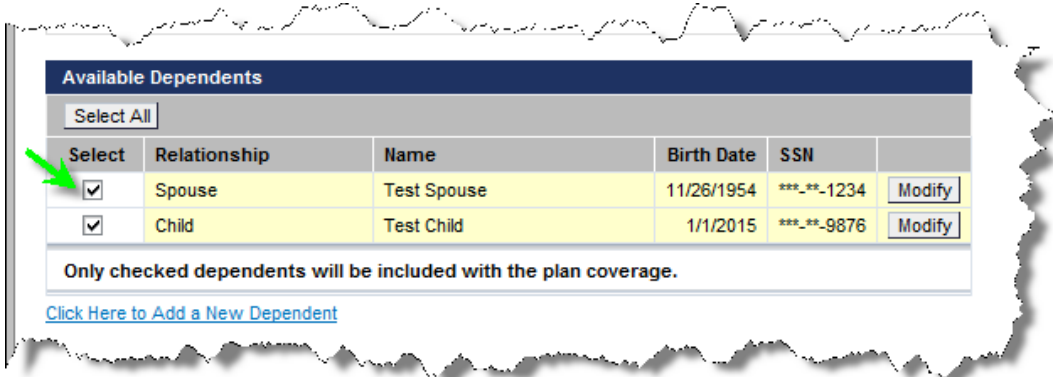 Available Dependents
Select All
Select Relationship Name Birth Date SSN
Spouse Test Spouse 11/26/1954 ***-**-1234 Modify
Child Test Child 1/1/2015 ***-**-9876 Modify
Only checked dependents will be included with the plan coverage.
Click Here to Add a New Dependent